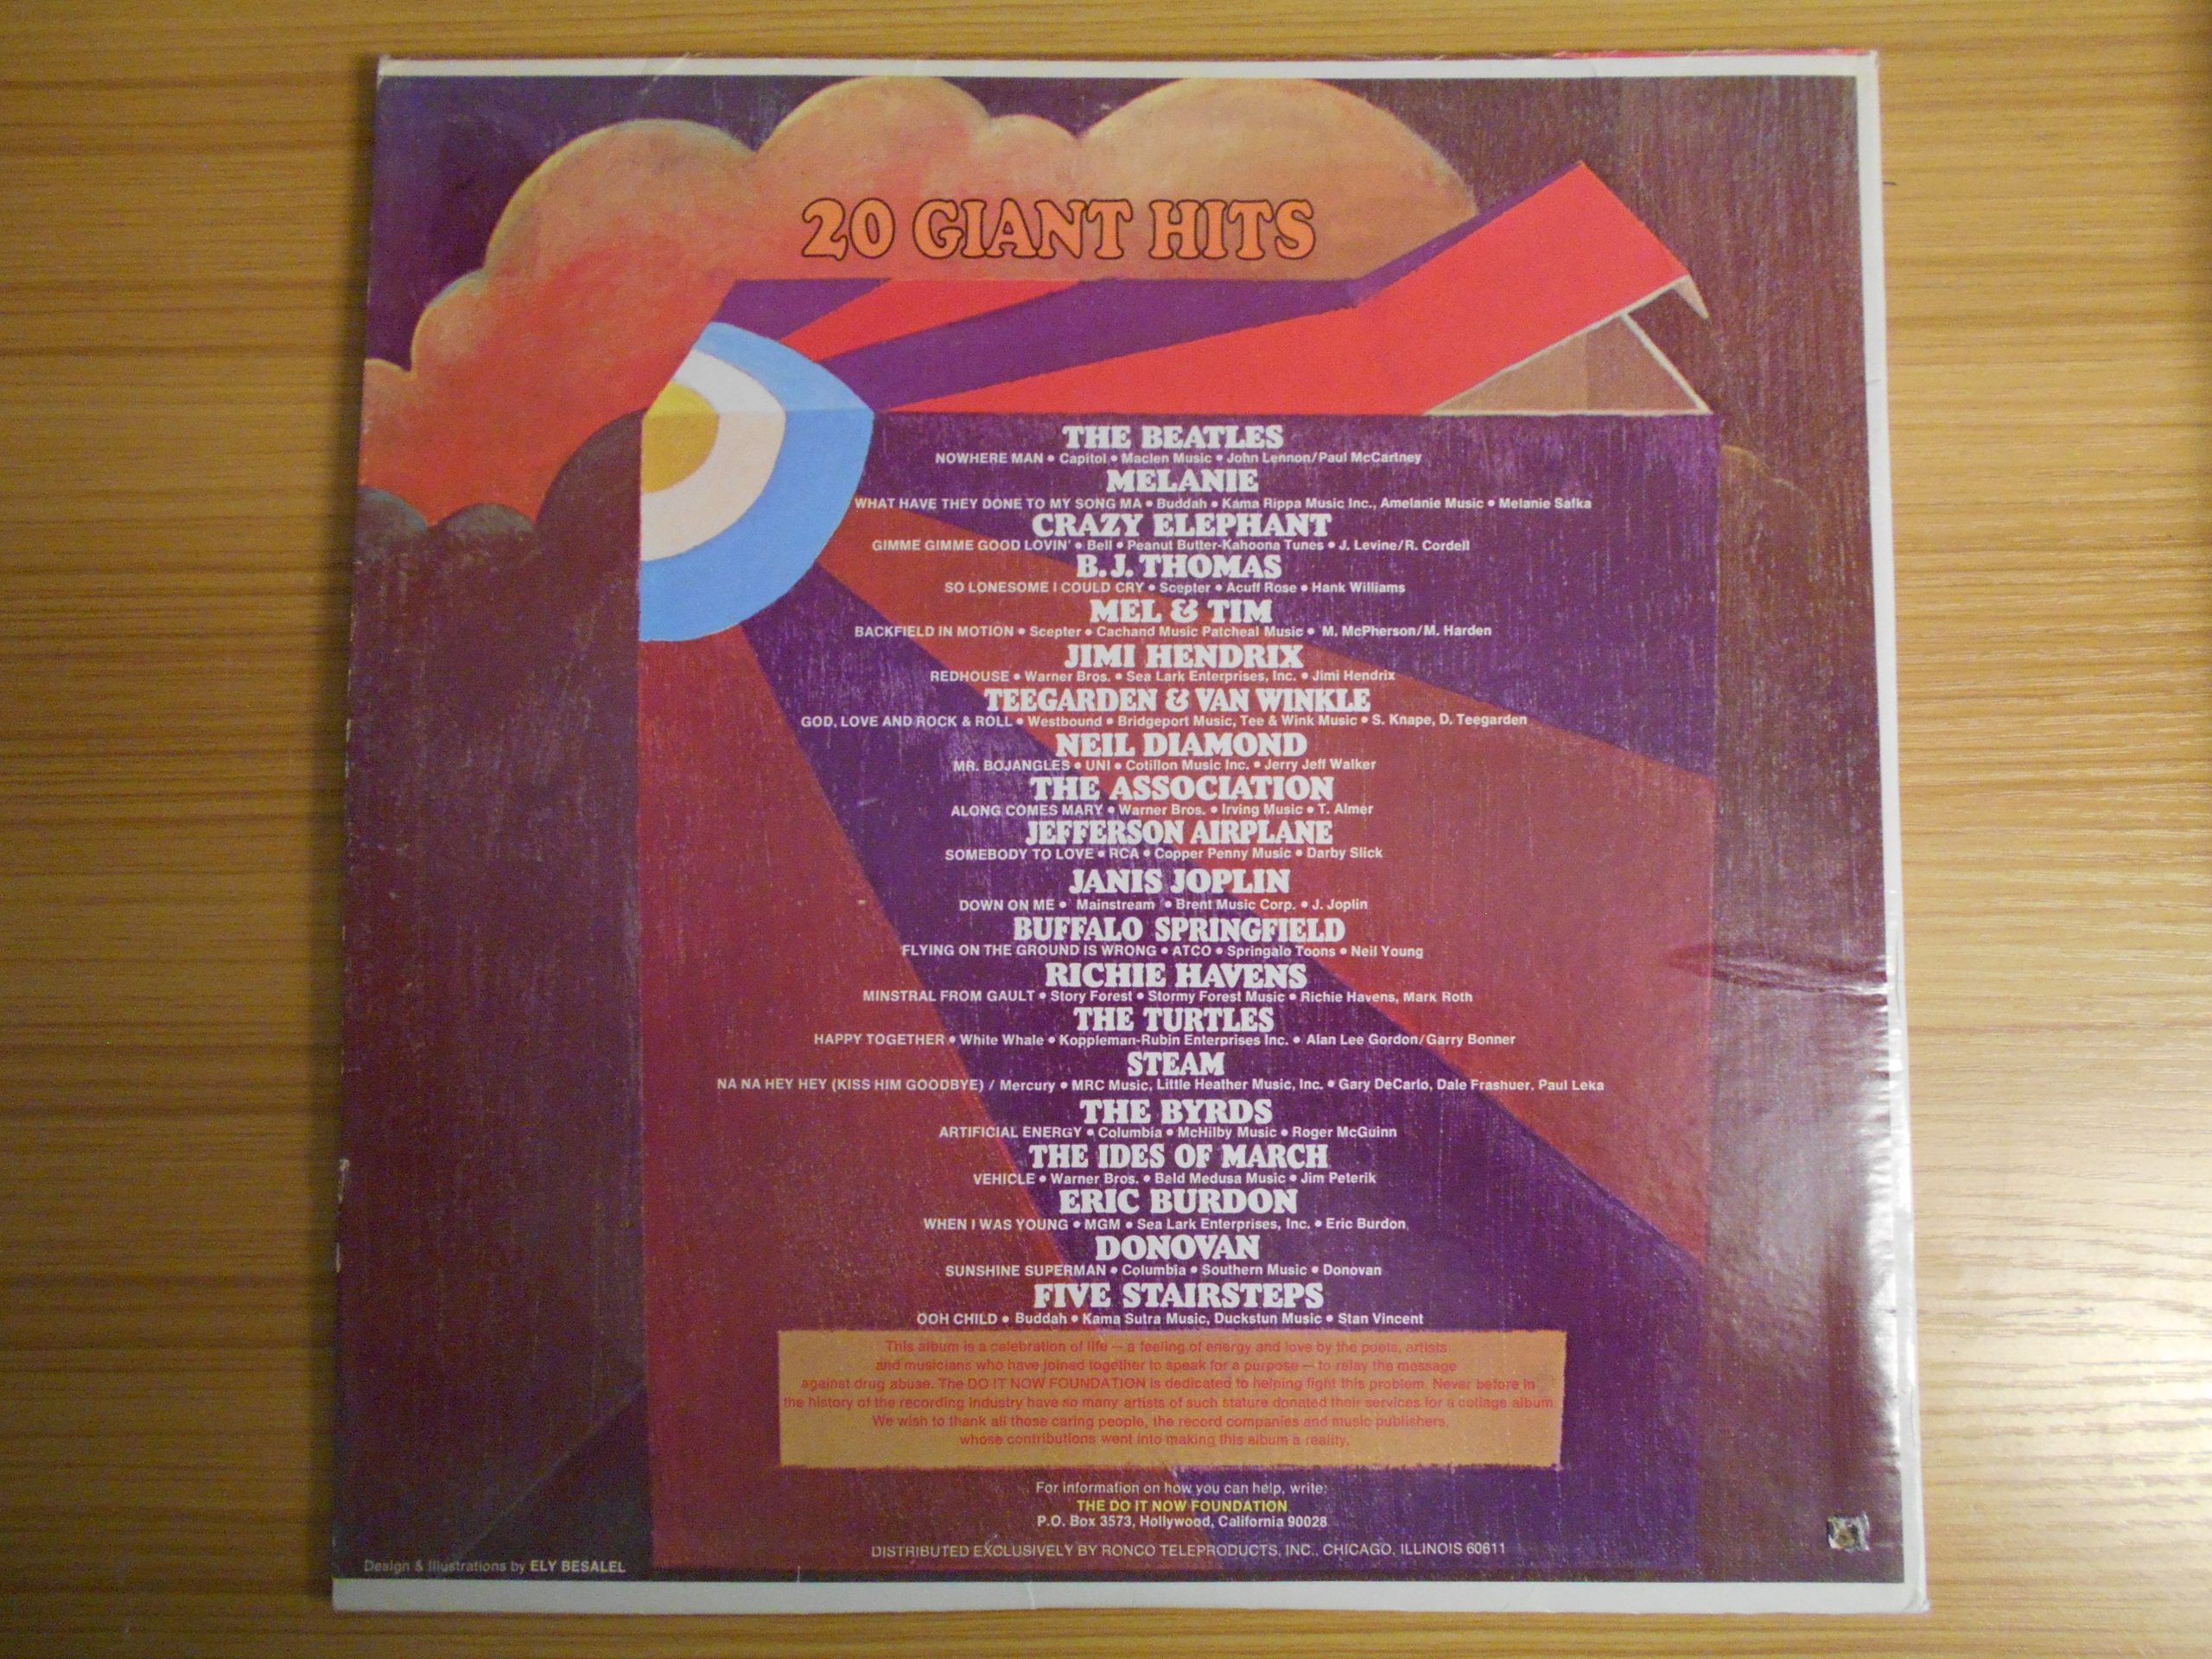 20 GIANT HITS
THE BEATLES
NOWHERE MAN • Capitol • Maclen Music • John Lennon/Paul McCartney
MELANIE
WHAT HAVE THEY DONE TO MY SONG MA • Buddah • Kama Rippa Music Inc., Amelanie Music • Melanie Safka
CRAZY ELEPHANT
GIMME GIMME GOOD LOVIN' • Bell • Peanut Butter-Kahoona Tunes • J. Levine/R. Cordell
B.J. THOMAS
SO LONESOME I COULD CRY • Scepter • Acuff Rose • Hank Williams
MEL & TIM
BACKFIELD IN MOTION • Scepter • Cachand Music Patcheal Music • M. McPherson/M. Harden
JIMI HENDRIX
REDHOUSE • Warner Bros. • Sea Lark Enterprises, Inc. • Jimi Hendrix
TEEGARDEN & VAN WINKLE
GOD, LOVE AND ROCK & ROLL • Westbound • Bridgeport Music, Tee & Wink Music • S. Knape, D. Teegarden
NEIL DIAMOND
MR. BOJANGLES • UNI • Cotillon Music Inc. • Jerry Jeff Walker
THE ASSOCIATION
ALONG COMES MARY • Warner Bros. • Irving Music • T. Almer
JEFFERSON AIRPLANE
SOMEBODY TO LOVE • RCA • Copper Penny Music • Darby Slick
JANIS JOPLIN
DOWN ON ME • Mainstream • Brent Music Corp. • J. Joplin
BUFFALO SPRINGFIELD
FLYING ON THE GROUND IS WRONG • ATCO • Springalo Toons • Neil Young
RICHIE HAVENS
MINSTRAL FROM GAULT • Story Forest • Stormy Forest Music • Richie Havens, Mark Roth
THE TURTLES
HAPPY TOGETHER • White Whale • Koppleman-Rubin Enterprises Inc. • Alan Lee Gordon/Garry Bonner
STEAM
NA NA HEY HEY (KISS HIM GOODBYE) / Mercury • MRC Music, Little Heather Music, Inc. • Gary DeCarlo, Dale Frashuer, Paul Leka
THE BYRDS
ARTIFICIAL ENERGY • Columbia • McHilby Music • Roger McGuinn
THE IDES OF MARCH
VEHICLE • Warner Bros. • Bald Medusa Music • Jim Peterik
ERIC BURDON
WHEN I WAS YOUNG • MGM • Sea Lark Enterprises, Inc. • Eric Burdon
DONOVAN
SUNSHINE SUPERMAN • Columbia • Southern Music • Donovan
FIVE STAIRSTEPS
OOH CHILD • Buddah • Kama Sutra Music, Duckstun Music • Stan Vincent
This album is a celebration of life — a feeling of energy and love by the poets, artists
and musicians who have joined together to speak for a purpose — to relay the message
against drug abuse. The DO IT NOW FOUNDATION is dedicated to helping fight this problem. Never before in
the history of the recording industry have so many artists of such stature donated their services for a collage album.
We wish to thank all those caring people, the record companies and music publishers,
whose contributions went into making this album a reality.
For information on how you can help, write:
THE DO IT NOW FOUNDATION
P.O. Box 3573, Hollywood, California 90028
DISTRIBUTED EXCLUSIVELY BY RONCO TELEPRODUCTS, INC., CHICAGO, ILLINOIS 60611
Design & Illustrations by ELY BESALEL